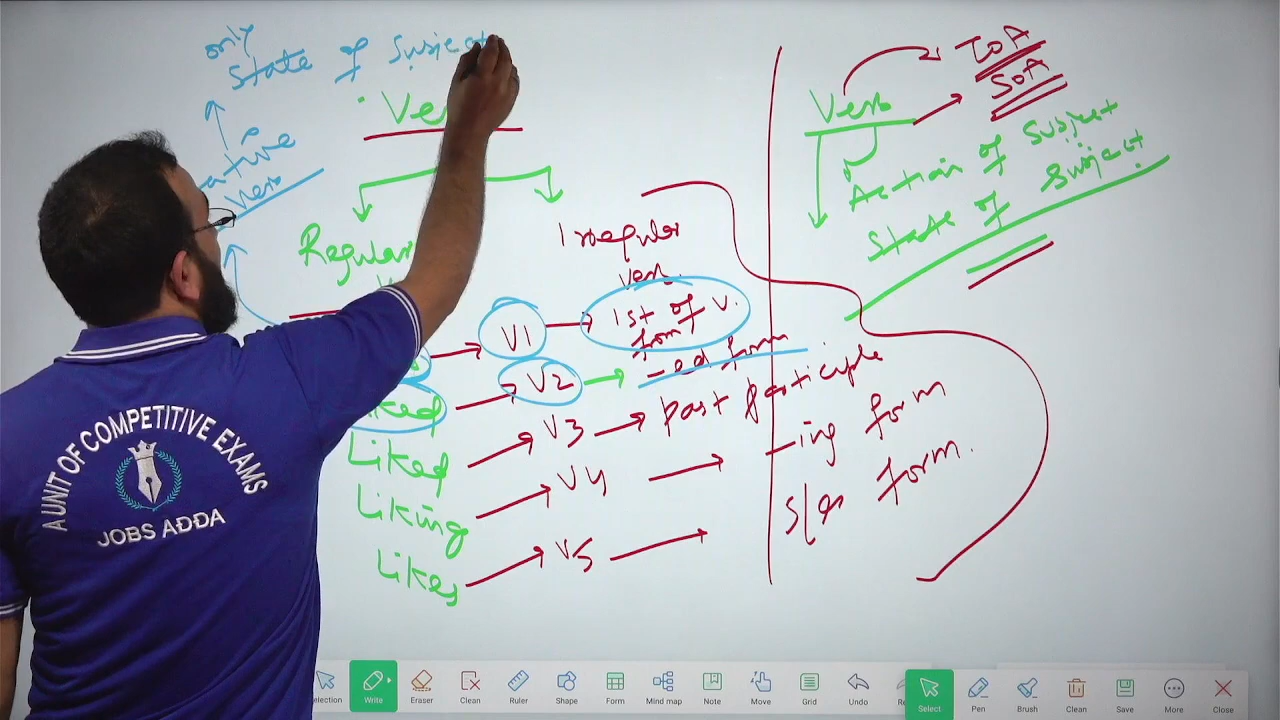 only
State of Subject
Verb
Regular
Irregular
verb
V1
1st form of V.
Liked
V2
-ed form
Liked
V3
Past participle
Liking
V4
-ing form
Likes
V5
s/es form.
Verb
ToA
SoA
Action of Subject
State of Subject
A UNIT OF COMPETITIVE EXAMS
JOBS ADDA
Write
Eraser
Clean
Ruler
Shape
Form
Mind map
Note
Move
Grid
Undo
Select
Pen
Brush
Clean
Save
More
Close